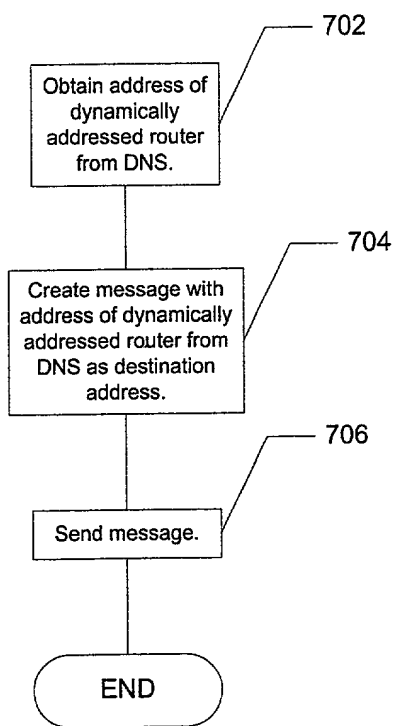 702
Obtain address of
dynamically
addressed router
from DNS.
704
Create message with
address of dynamically
addressed router from
DNS as destination
address.
706
Send message.
END